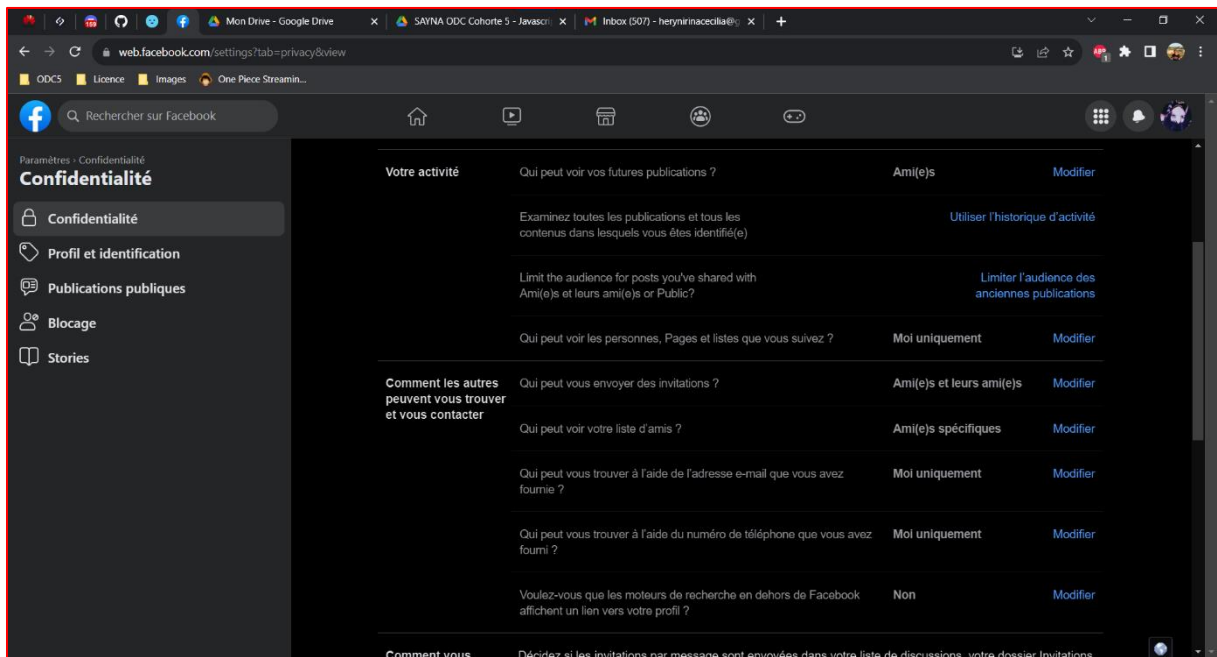 Mon Drive - Google Drive
SAYNA ODC Cohorte 5 - Javascri
Inbox (507) - herynirinacecilia@g
web.facebook.com/settings?tab=privacy&view
ODC5 Licence Images One Piece Streamin...
Rechercher sur Facebook
Paramètres › Confidentialité
Confidentialité
Confidentialité
Profil et identification
Publications publiques
Blocage
Stories
Votre activité
Qui peut voir vos futures publications ? Ami(e)s Modifier
Examinez toutes les publications et tous les
contenus dans lesquels vous êtes identifié(e)
Utiliser l'historique d'activité
Limit the audience for posts you've shared with
Ami(e)s et leurs ami(e)s or Public?
Limiter l'audience des
anciennes publications
Qui peut voir les personnes, Pages et listes que vous suivez ? Moi uniquement Modifier
Comment les autres
peuvent vous trouver
et vous contacter
Qui peut vous envoyer des invitations ? Ami(e)s et leurs ami(e)s Modifier
Qui peut voir votre liste d'amis ? Ami(e)s spécifiques Modifier
Qui peut vous trouver à l'aide de l'adresse e-mail que vous avez
fournie ?
Moi uniquement Modifier
Qui peut vous trouver à l'aide du numéro de téléphone que vous avez
fourni ?
Moi uniquement Modifier
Voulez-vous que les moteurs de recherche en dehors de Facebook
affichent un lien vers votre profil ?
Non Modifier
Comment vous
Décidez si les invitations par message sont envoyées dans votre liste de discussions, votre dossier Invitations